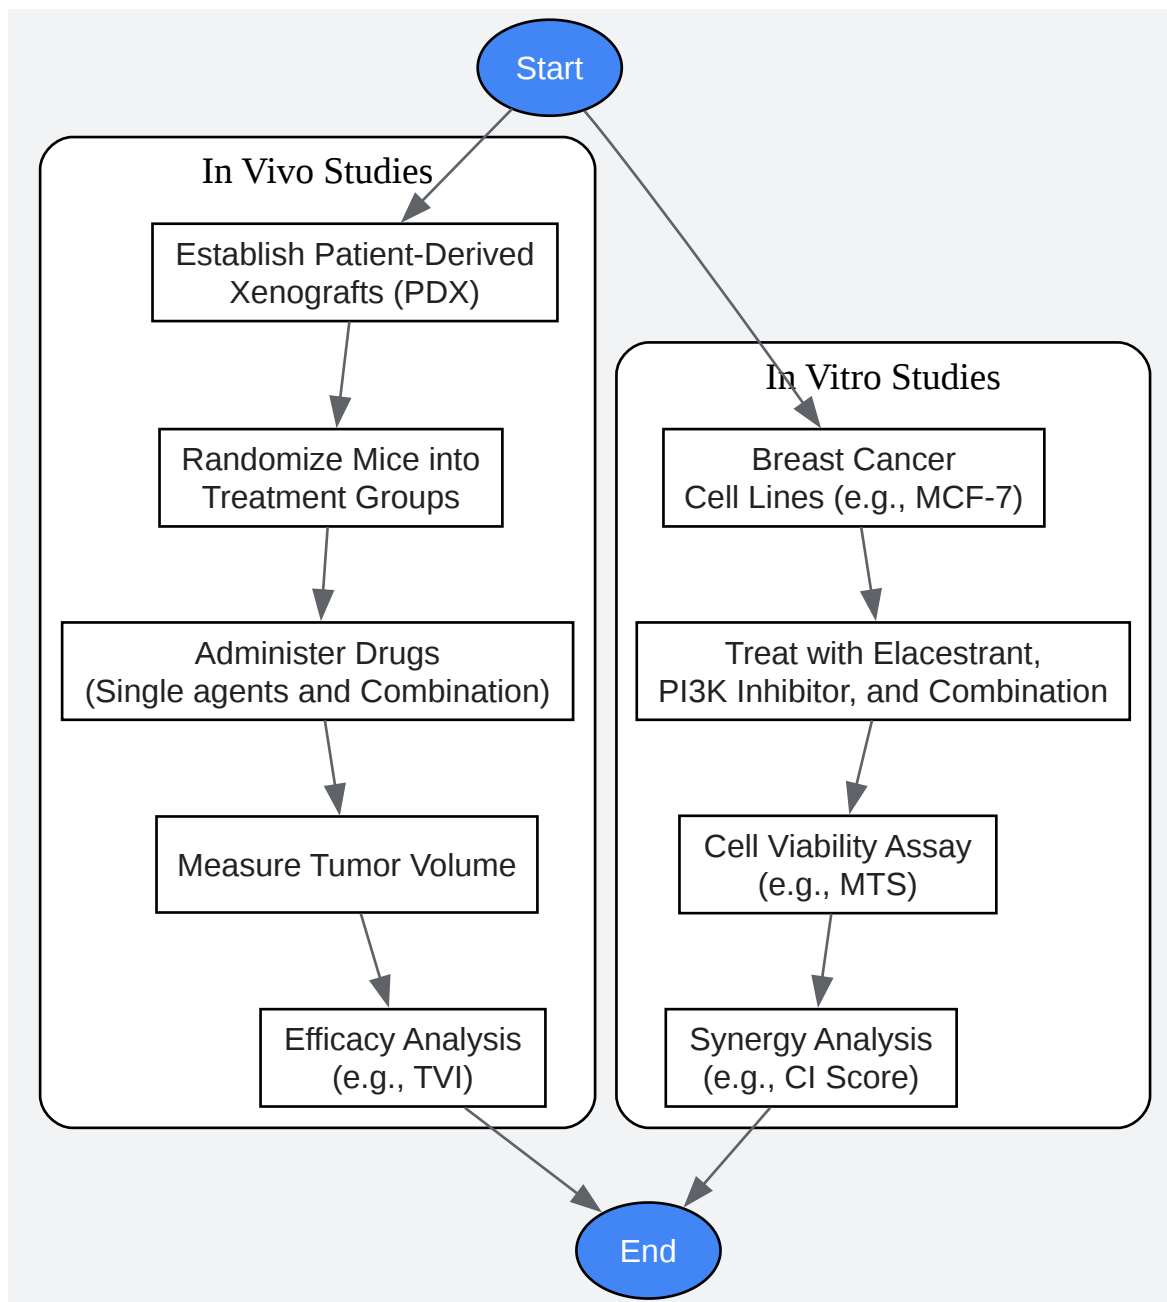 Start
In Vivo Studies
Establish Patient-Derived
Xenografts (PDX)
Randomize Mice into
Treatment Groups
Administer Drugs
(Single agents and Combination)
Measure Tumor Volume
Efficacy Analysis
(e.g., TVI)
In Vitro Studies
Breast Cancer
Cell Lines (e.g., MCF-7)
Treat with Elacestrant,
PI3K Inhibitor, and Combination
Cell Viability Assay
(e.g., MTS)
Synergy Analysis
(e.g., CI Score)
End